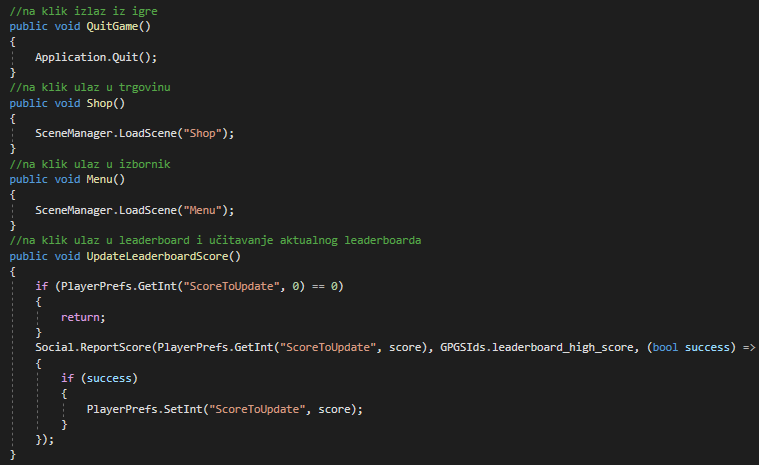 //na klik izlaz iz igre
public void QuitGame()
{
    Application.Quit();
}
//na klik ulaz u trgovinu
public void Shop()
{
    SceneManager.LoadScene("Shop");
}
//na klik ulaz u izbornik
public void Menu()
{
    SceneManager.LoadScene("Menu");
}
//na klik ulaz u leaderboard i učitavanje aktualnog leaderboarda
public void UpdateLeaderboardScore()
{
    if (PlayerPrefs.GetInt("ScoreToUpdate", 0) == 0)
    {
        return;
    }
    Social.ReportScore(PlayerPrefs.GetInt("ScoreToUpdate", score), GPGSIds.leaderboard_high_score, (bool success) =>
    {
        if (success)
        {
            PlayerPrefs.SetInt("ScoreToUpdate", score);
        }
    });
}